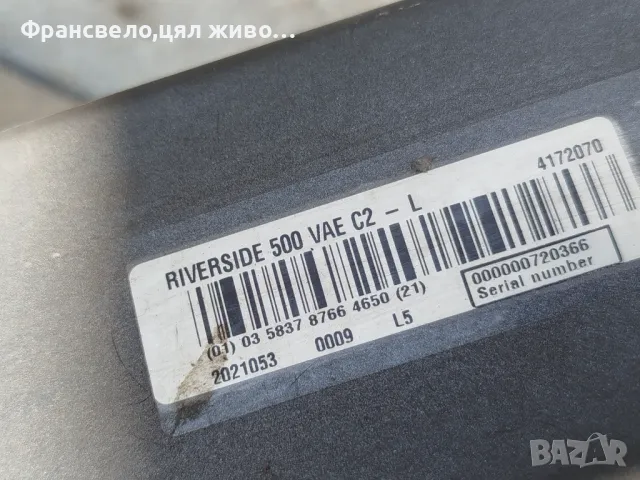 Франсвело,цял живо...
4172070
RIVERSIDE 500 VAE C2 - L
000000720366
Serial number
(01) 03 5837 8766 4650 (21)
2021053 0009 L5
BAZAR